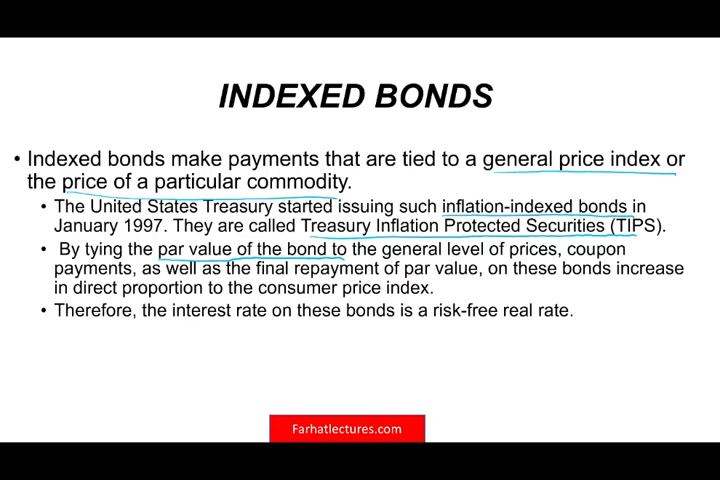 INDEXED BONDS
• Indexed bonds make payments that are tied to a general price index or
the price of a particular commodity.
• The United States Treasury started issuing such inflation-indexed bonds in
January 1997. They are called Treasury Inflation Protected Securities (TIPS).
• By tying the par value of the bond to the general level of prices, coupon
payments, as well as the final repayment of par value, on these bonds increase
in direct proportion to the consumer price index.
• Therefore, the interest rate on these bonds is a risk-free real rate.
Farhatlectures.com